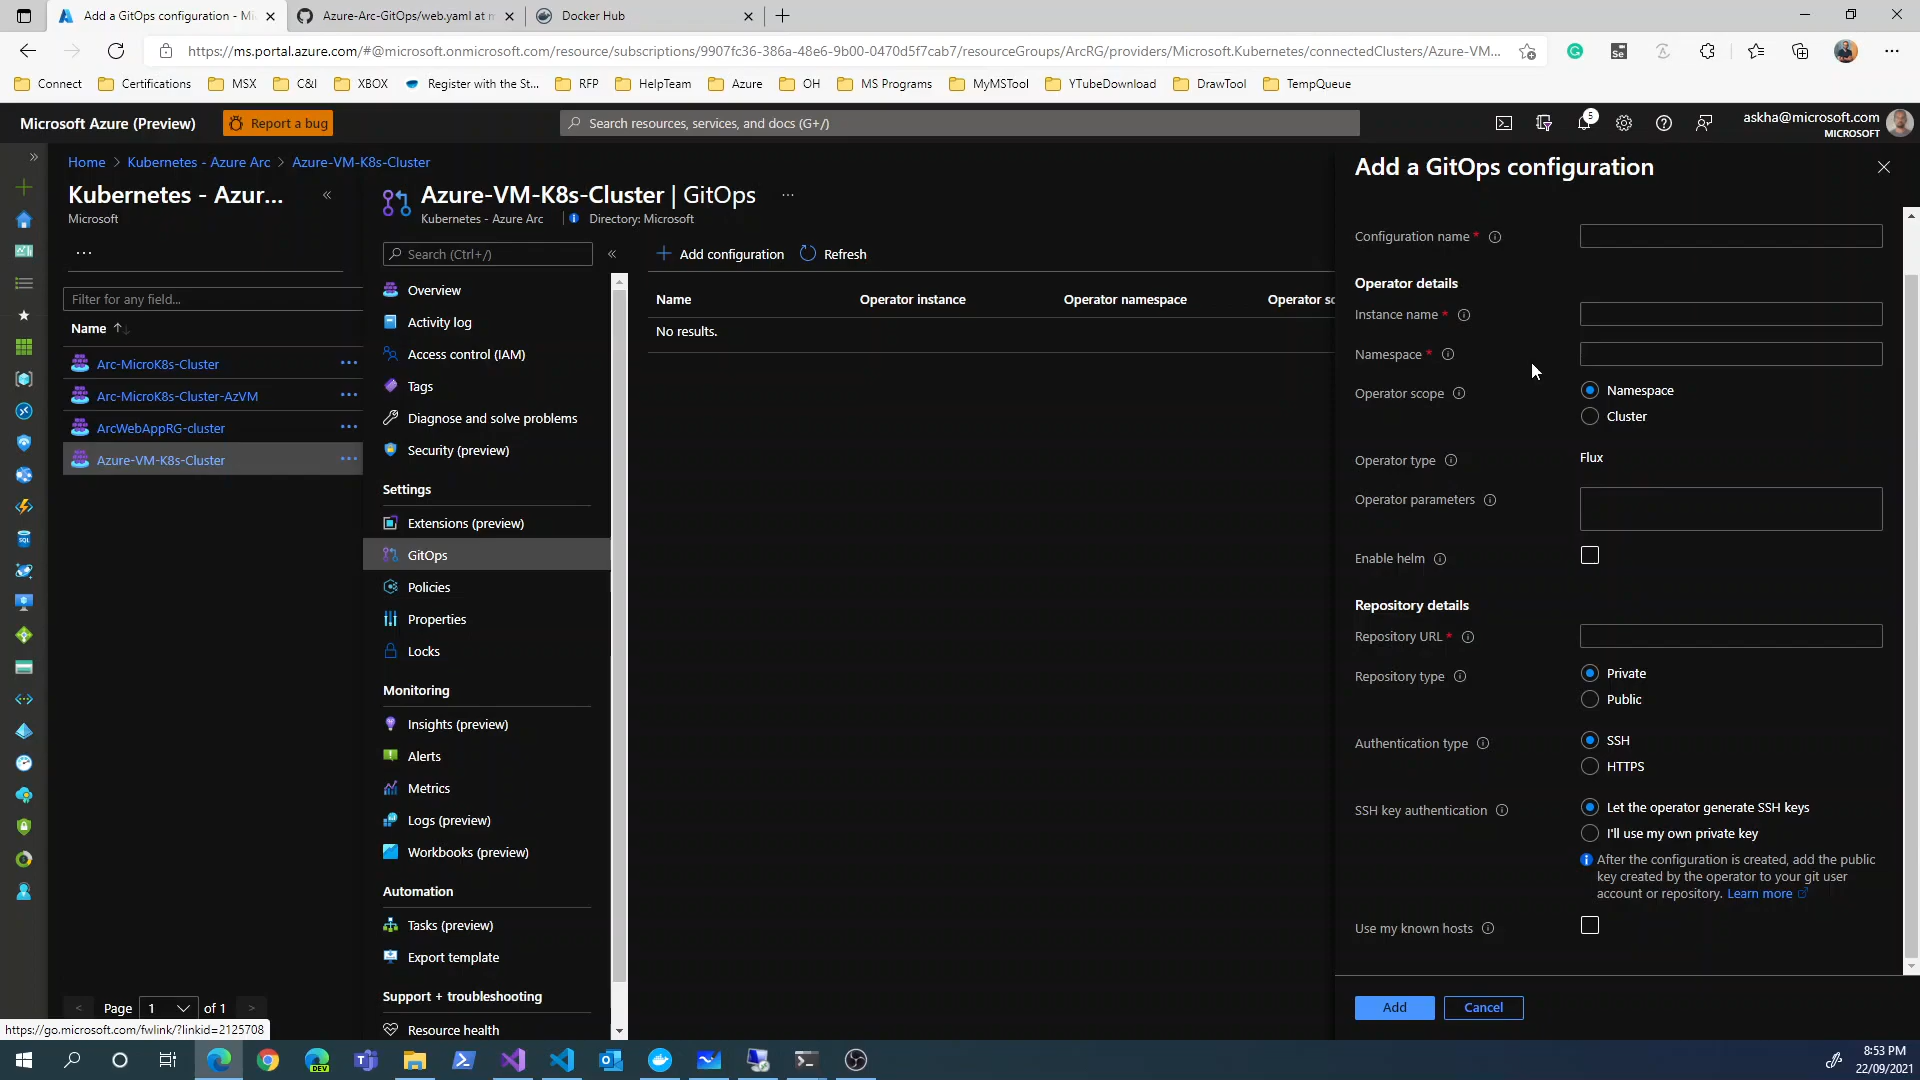 Add a GitOps configuration - Mi
Azure-Arc-GitOps/web.yaml at m
Docker Hub
https://ms.portal.azure.com/#@microsoft.onmicrosoft.com/resource/subscriptions/9907fc36-386a-48e6-9b00-0470d5f7cab7/resourceGroups/ArcRG/providers/Microsoft.Kubernetes/connectedClusters/Azure-VM...
Connect
Certifications
MSX
C&I
XBOX
Register with the St...
RFP
HelpTeam
Azure
OH
MS Programs
MyMSTool
YTubeDownload
DrawTool
TempQueue
Microsoft Azure (Preview)
Report a bug
Search resources, services, and docs (G+/)
5
askha@microsoft.com
MICROSOFT
Home > Kubernetes - Azure Arc > Azure-VM-K8s-Cluster
Kubernetes - Azur...
Microsoft
...
Filter for any field...
Name
Arc-MicroK8s-Cluster
Arc-MicroK8s-Cluster-AzVM
ArcWebAppRG-cluster
Azure-VM-K8s-Cluster
< Page 1 of 1 >
https://go.microsoft.com/fwlink/?linkid=2125708
Azure-VM-K8s-Cluster | GitOps ...
Kubernetes - Azure Arc
Directory: Microsoft
Search (Ctrl+/)
Overview
Activity log
Access control (IAM)
Tags
Diagnose and solve problems
Security (preview)
Settings
Extensions (preview)
GitOps
Policies
Properties
Locks
Monitoring
Insights (preview)
Alerts
Metrics
Logs (preview)
Workbooks (preview)
Automation
Tasks (preview)
Export template
Support + troubleshooting
Resource health
+ Add configuration
Refresh
Name
Operator instance
Operator namespace
Operator sc
No results.
Add a GitOps configuration
Configuration name *
Operator details
Instance name *
Namespace *
Operator scope
Namespace
Cluster
Operator type
Flux
Operator parameters
Enable helm
Repository details
Repository URL *
Repository type
Private
Public
Authentication type
SSH
HTTPS
SSH key authentication
Let the operator generate SSH keys
I'll use my own private key
After the configuration is created, add the public
key created by the operator to your git user
account or repository. Learn more
Use my known hosts
Add
Cancel
8:53 PM
22/09/2021